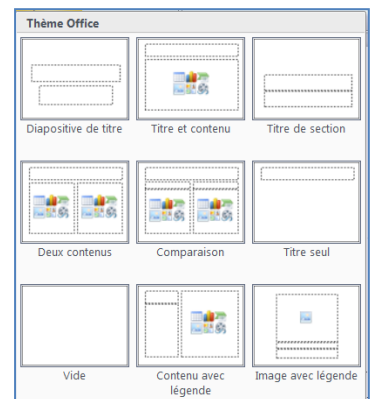 Thème Office
Diapositive de titre
Titre et contenu
Titre de section
Deux contenus
Comparaison
Titre seul
Vide
Contenu avec
légende
Image avec légende